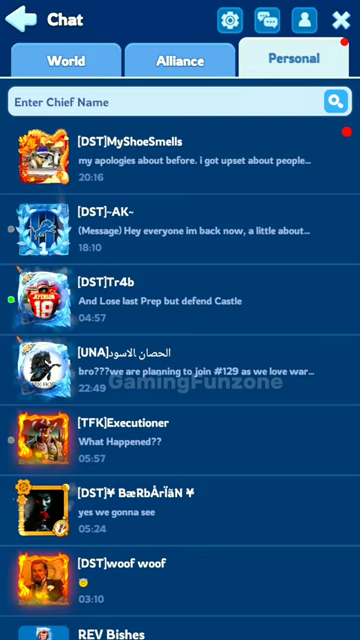 Chat
World
Alliance
Personal
Enter Chief Name
[DST]MyShoeSmells
my apologies about before. i got upset about people...
20:16
[DST]~AK~
(Message) Hey everyone im back now, a little about...
18:10
[DST]Tr4b
And Lose last Prep but defend Castle
04:57
JEFFERSON
18
[UNA]الحصان الاسود
bro???we are planning to join #129 as we love war...
22:49
GamingFunzone
[TFK]Executioner
What Happened??
05:57
[DST]¥ BæRbÅrÏãN ¥
yes we gonna see
05:24
[DST]woof woof
😇
03:10
REV Bishes